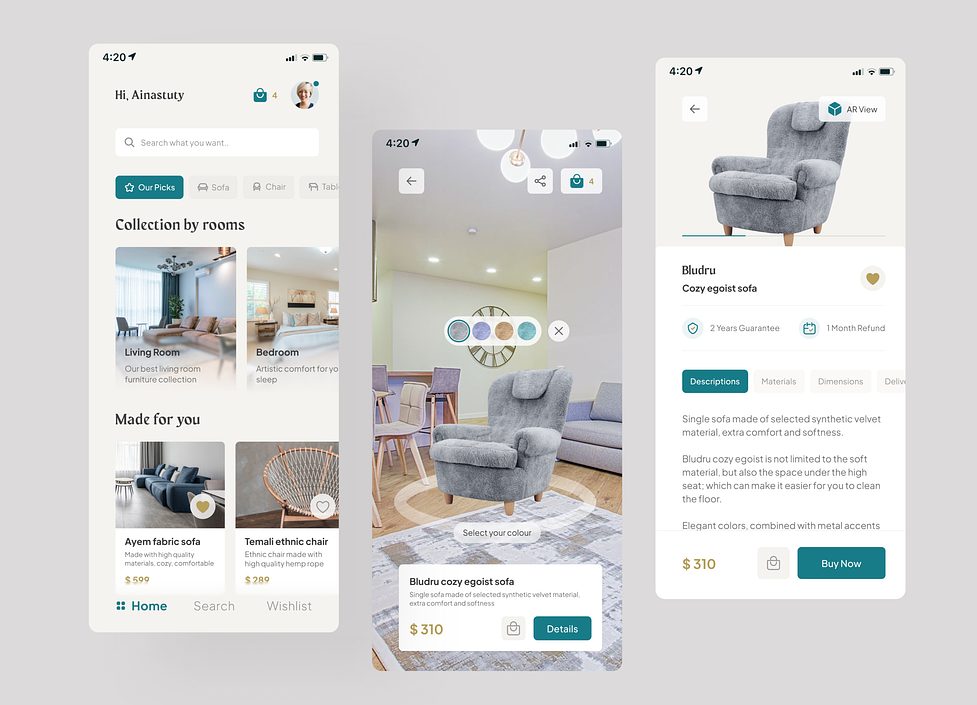 4:20
Hi, Ainastuty
4
Search what you want..
Our Picks
Sofa
Chair
Tabl
Collection by rooms
Living Room
Our best living room
furniture collection
Bedroom
Artistic comfort for yo
sleep
Made for you
Ayem fabric sofa
Made with high quality
materials, cozy, comfortable
$ 599
Temali ethnic chair
Ethnic chair made with
high quality hemp rope
$ 289
Home
Search
Wishlist
4:20
4
Select your colour
Bludru cozy egoist sofa
Single sofa made of selected synthetic velvet material,
extra comfort and softness
$ 310
Details
4:20
AR View
Bludru
Cozy egoist sofa
2 Years Guarantee
1 Month Refund
Descriptions
Materials
Dimensions
Delive
Single sofa made of selected synthetic velvet
material, extra comfort and softness.
Bludru cozy egoist is not limited to the soft
material, but also the space under the high
seat; which can make it easier for you to clean
the floor.
Elegant colors, combined with metal accents
$ 310
Buy Now